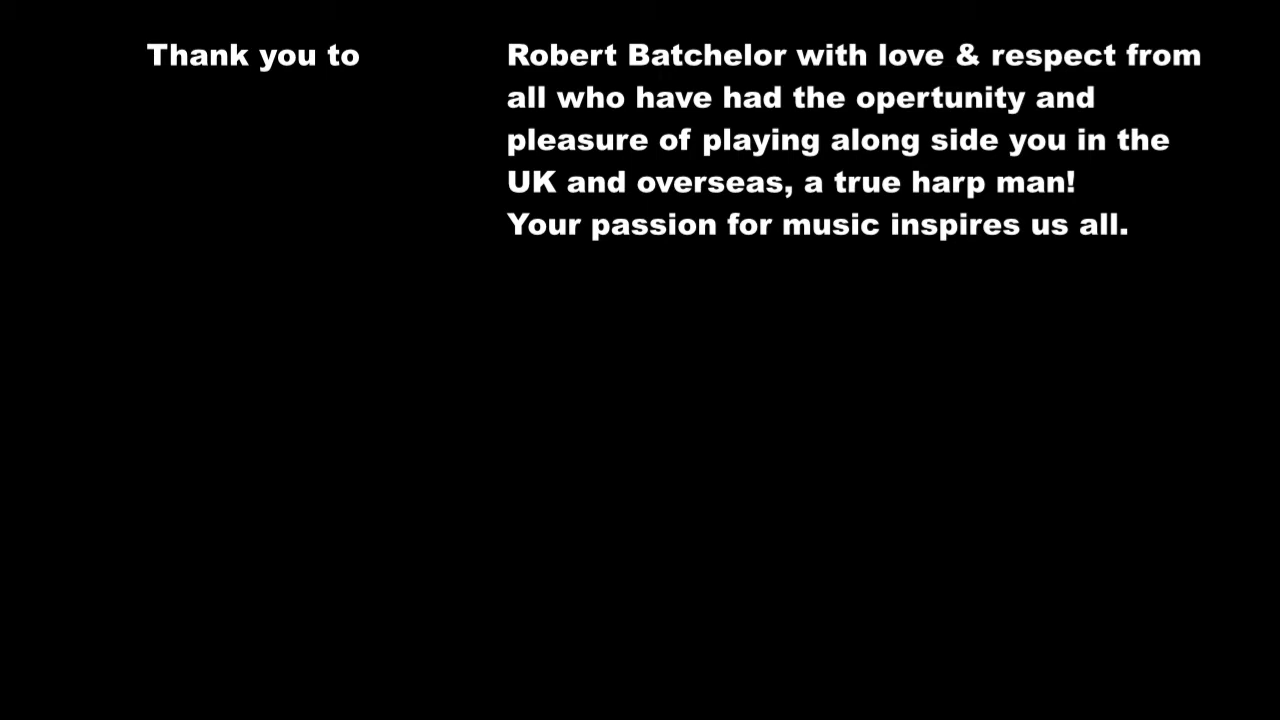 Thank you to
Robert Batchelor with love & respect from
all who have had the opertunity and
pleasure of playing along side you in the
UK and overseas, a true harp man!
Your passion for music inspires us all.